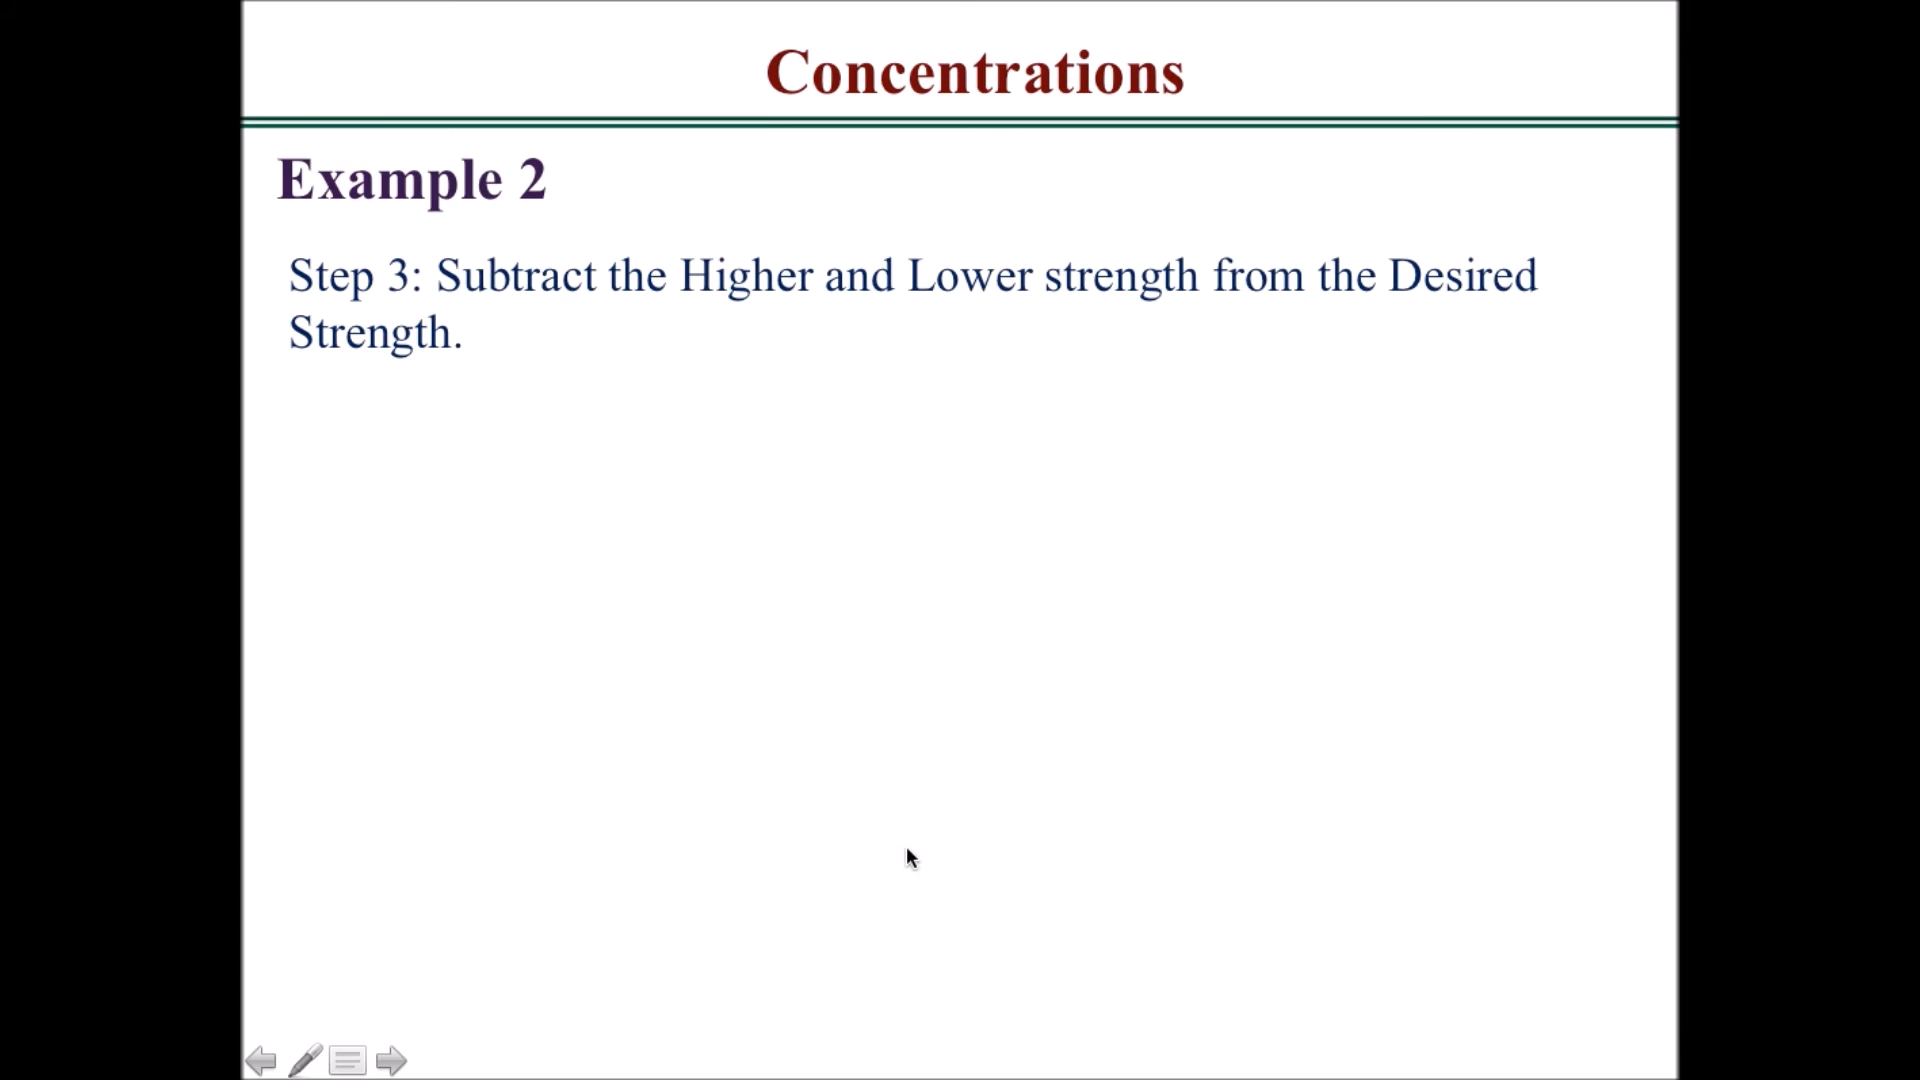 Concentrations
Example 2
Step 3: Subtract the Higher and Lower strength from the Desired
Strength.